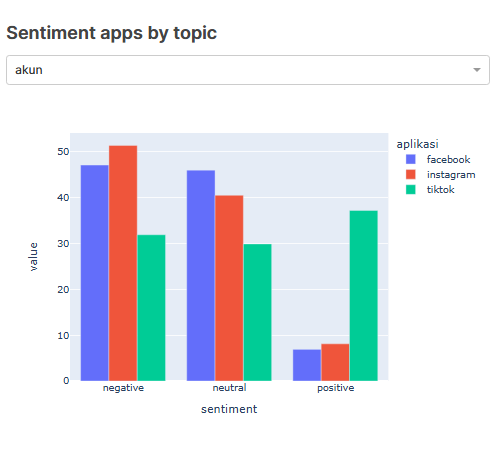 Sentiment apps by topic
akun
aplikasi
facebook
instagram
tiktok
value
50
40
30
20
10
0
negative
neutral
positive
sentiment